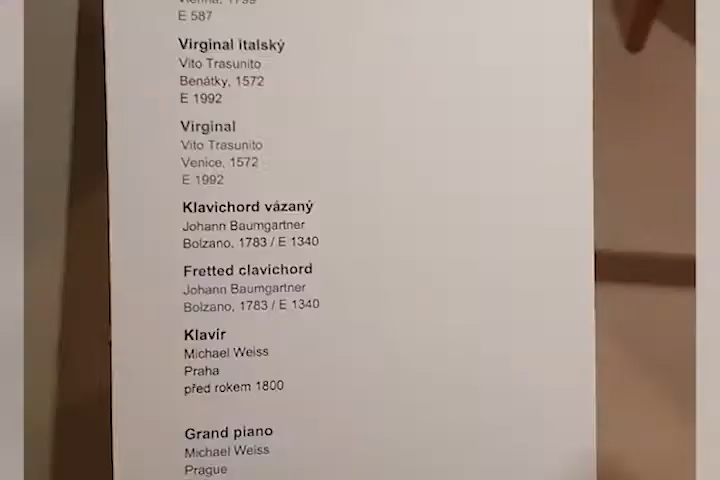 Vienna, 1799
E 587
Virginal italský
Vito Trasunito
Benátky, 1572
E 1992
Virginal
Vito Trasunito
Venice, 1572
E 1992
Klavichord vázaný
Johann Baumgartner
Bolzano, 1783 / E 1340
Fretted clavichord
Johann Baumgartner
Bolzano, 1783 / E 1340
Klavír
Michael Weiss
Praha
před rokem 1800
Grand piano
Michael Weiss
Prague